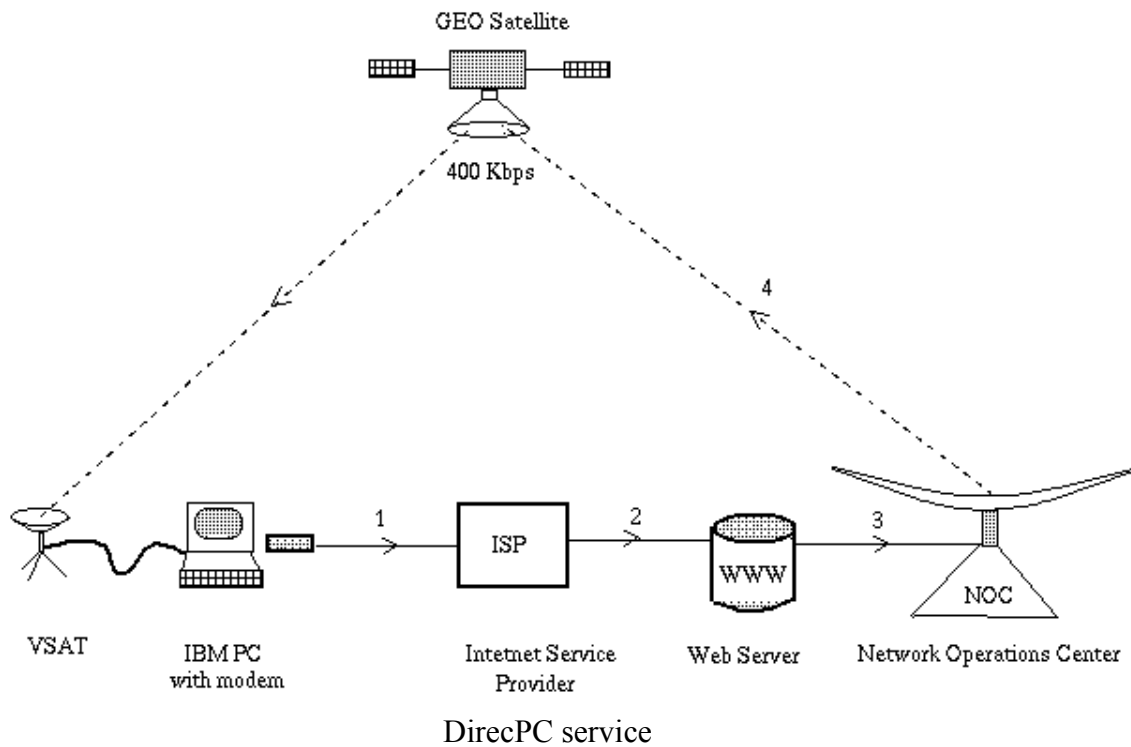 GEO Satellite
400 Kbps
4
1
2
3
ISP
WWW
NOC
VSAT
IBM PC
with modem
Intetnet Service
Provider
Web Server
Network Operations Center
DirecPC service